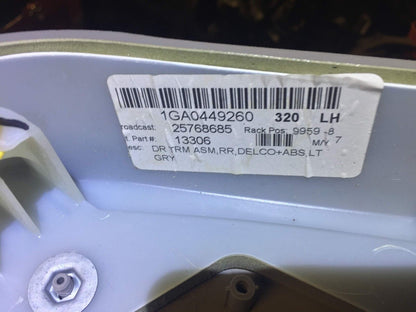 1GA0449260 320 LH
roadcast: 25768685 Rack Pos: 9959 -8
t. Part#: 13306 M/Y 7
esc: DR TRM ASM,RR,DELCO+ABS,LT
GRY